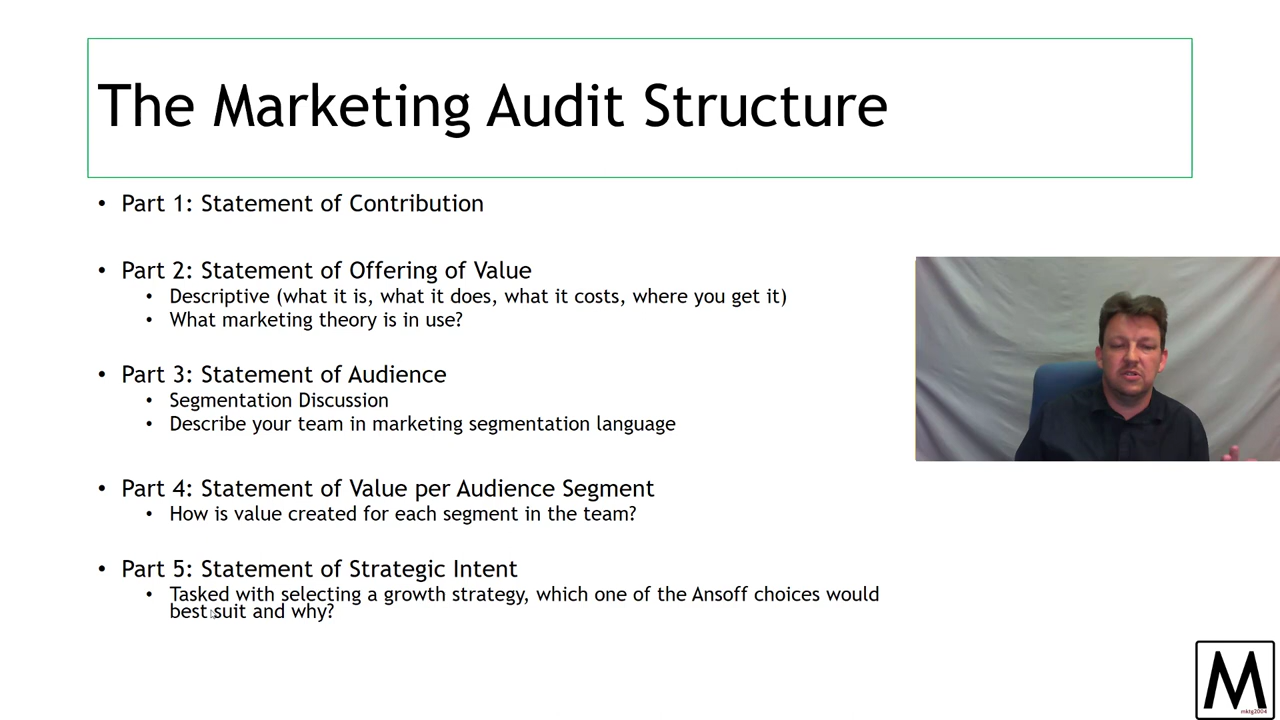 The Marketing Audit Structure
• Part 1: Statement of Contribution
• Part 2: Statement of Offering of Value
• Descriptive (what it is, what it does, what it costs, where you get it)
• What marketing theory is in use?
• Part 3: Statement of Audience
• Segmentation Discussion
• Describe your team in marketing segmentation language
• Part 4: Statement of Value per Audience Segment
• How is value created for each segment in the team?
• Part 5: Statement of Strategic Intent
• Tasked with selecting a growth strategy, which one of the Ansoff choices would
best suit and why?
M
mktg2004